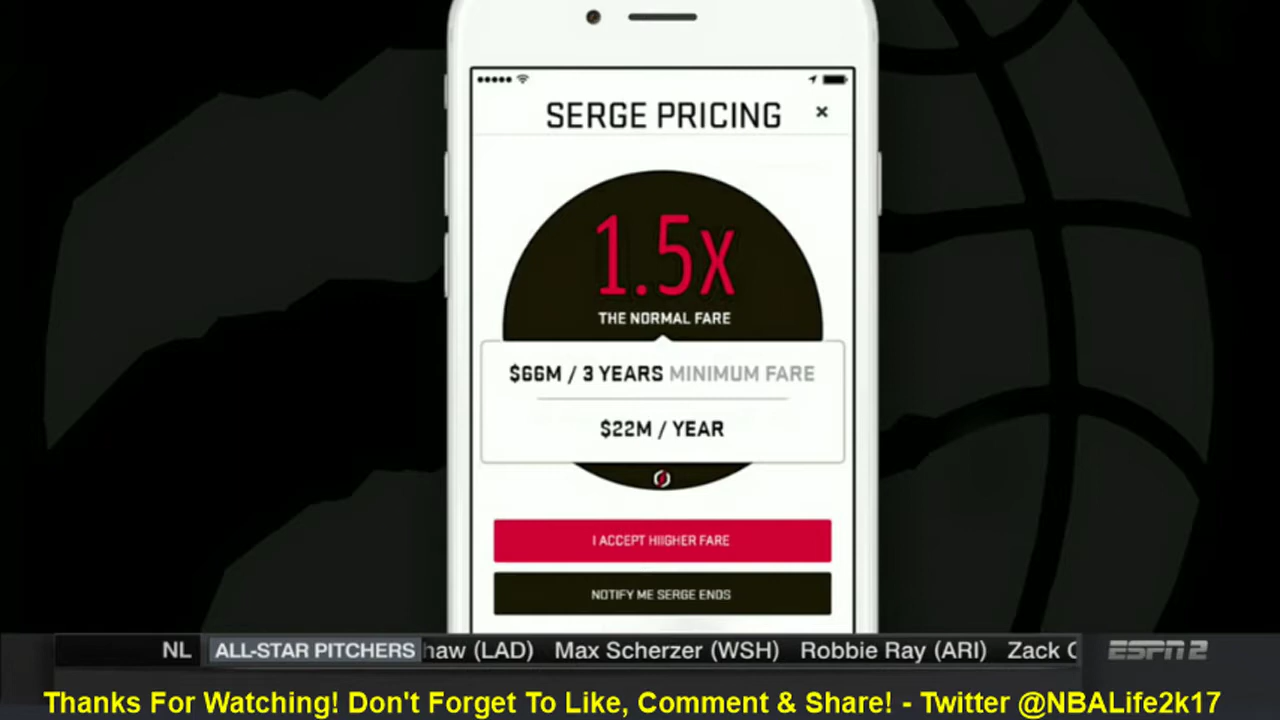 SERGE PRICING ×
1.5X
THE NORMAL FARE
$66M / 3 YEARS MINIMUM FARE
$22M / YEAR
I ACCEPT HIIGHER FARE
NOTIFY ME SERGE ENDS
NL ALL-STAR PITCHERS haw (LAD) Max Scherzer (WSH) Robbie Ray (ARI) Zack ESPN2
Thanks For Watching! Don't Forget To Like, Comment & Share! - Twitter @NBALife2k17